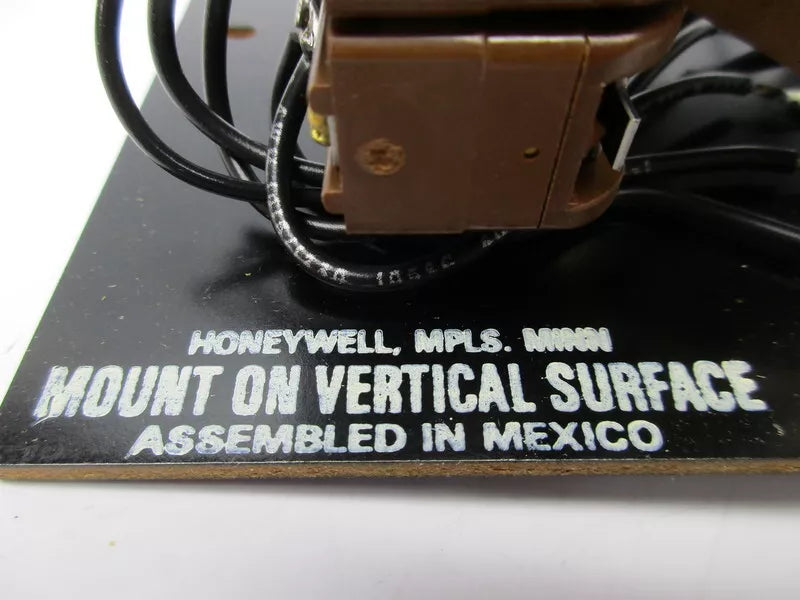 HONEYWELL, MPLS. MINN
MOUNT ON VERTICAL SURFACE
ASSEMBLED IN MEXICO